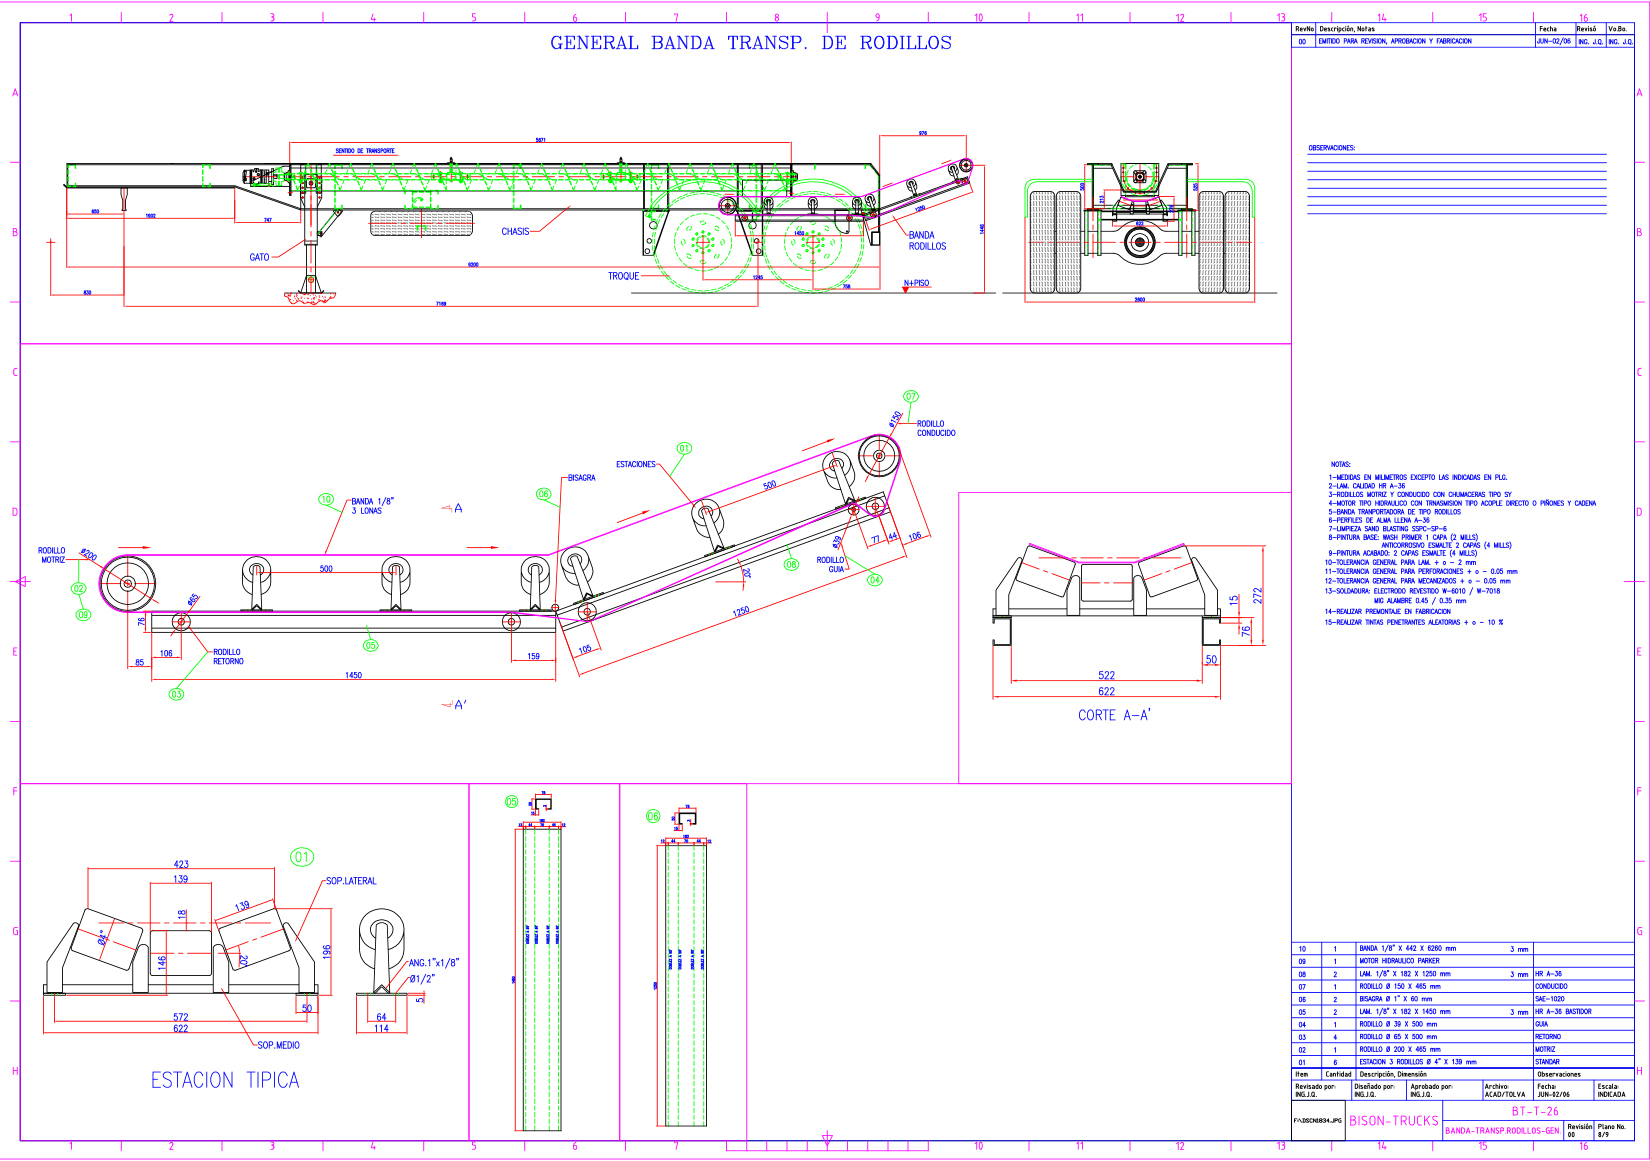 GENERAL BANDA TRANSP. DE RODILLOS
RevNo Descripción, Notas Fecha Revisó Vo.Bo.
00 EMITIDO PARA REVISION, APROBACION Y FABRICACION JUN-02/06 ING. J.Q. ING. J.Q.
OBSERVACIONES:
5671
976
SENTIDO DE TRANSPORTE
650
1932
747
GATO
CHASIS
TROQUE
BANDA
RODILLOS
1450
1250
1440
9200
1245
758
N+PISO
830
7169
2600
622
RODILLO
MOTRIZ
Ø200
02
09
10
BANDA 1/8"
3 LONAS
A
06
BISAGRA
ESTACIONES
01
07
Ø150
RODILLO
CONDUCIDO
500
500
Ø65
76
106
85
RODILLO
RETORNO
03
05
1450
159
105
1250
20°
08
RODILLO
GUIA
Ø39
04
77
44
106
A'
15
76
272
50
522
622
CORTE A-A'
NOTAS:
1-MEDIDAS EN MILIMETROS EXCEPTO LAS INDICADAS EN PLG.
2-LAM. CALIDAD HR A-36
3-RODILLOS MOTRIZ Y CONDUCIDO CON CHUMACERAS TIPO SY
4-MOTOR TIPO HIDRAULICO CON TRNASMISION TIPO ACOPLE DIRECTO O PIÑONES Y CADENA
5-BANDA TRANPORTADORA DE TIPO RODILLOS
6-PERFILES DE ALMA LLENA A-36
7-LIMPIEZA SAND BLASTING SSPC-SP-6
8-PINTURA BASE: WASH PRIMER 1 CAPA (2 MILLS)
ANTICORROSIVO ESMALTE 2 CAPAS (4 MILLS)
9-PINTURA ACABADO: 2 CAPAS ESMALTE (4 MILLS)
10-TOLERANCIA GENERAL PARA LAM. + o - 2 mm
11-TOLERANCIA GENERAL PARA PERFORACIONES + o - 0.05 mm
12-TOLERANCIA GENERAL PARA MECANIZADOS + o - 0.05 mm
13-SOLDADURA: ELECTRODO REVESTIDO W-6010 / W-7018
MIG ALAMBRE 0.45 / 0.35 mm
14-REALIZAR PREMONTAJE EN FABRICACION
15-REALIZAR TINTAS PENETRANTES ALEATORIAS + o - 10 %
01
423
139
18
139
SOP.LATERAL
Ø4"
146
20°
196
50
572
622
SOP.MEDIO
ESTACION TIPICA
ANG.1"x1/8"
Ø1/2"
5
64
114
05
06
10 1 BANDA 1/8" X 442 X 6260 mm 3 mm
09 1 MOTOR HIDRAULICO PARKER
08 2 LAM. 1/8" X 182 X 1250 mm 3 mm HR A-36
07 1 RODILLO Ø 150 X 465 mm CONDUCIDO
06 2 BISAGRA Ø 1" X 60 mm SAE-1020
05 2 LAM. 1/8" X 182 X 1450 mm 3 mm HR A-36 BASTIDOR
04 1 RODILLO Ø 39 X 500 mm GUIA
03 4 RODILLO Ø 65 X 500 mm RETORNO
02 1 RODILLO Ø 200 X 465 mm MOTRIZ
01 6 ESTACION 3 RODILLOS Ø 4" X 139 mm STANDAR
Item Cantidad Descripción, Dimensión Observaciones
Revisado por: Diseñado por: Aprobado por: Archivo: Fecha: Escala:
ING.J.Q. ING.J.Q. ING.J.Q. ACAD/TOLVA JUN-02/06 INDICADA
F:\DSCN1834.JPG
BISON-TRUCKS
BT-T-26
BANDA-TRANSP.RODILLOS-GEN.
Revisión Plano No.
00 8/9
1 2 3 4 5 6 7 8 9 10 11 12 13 14 15 16
A B C D E F G H